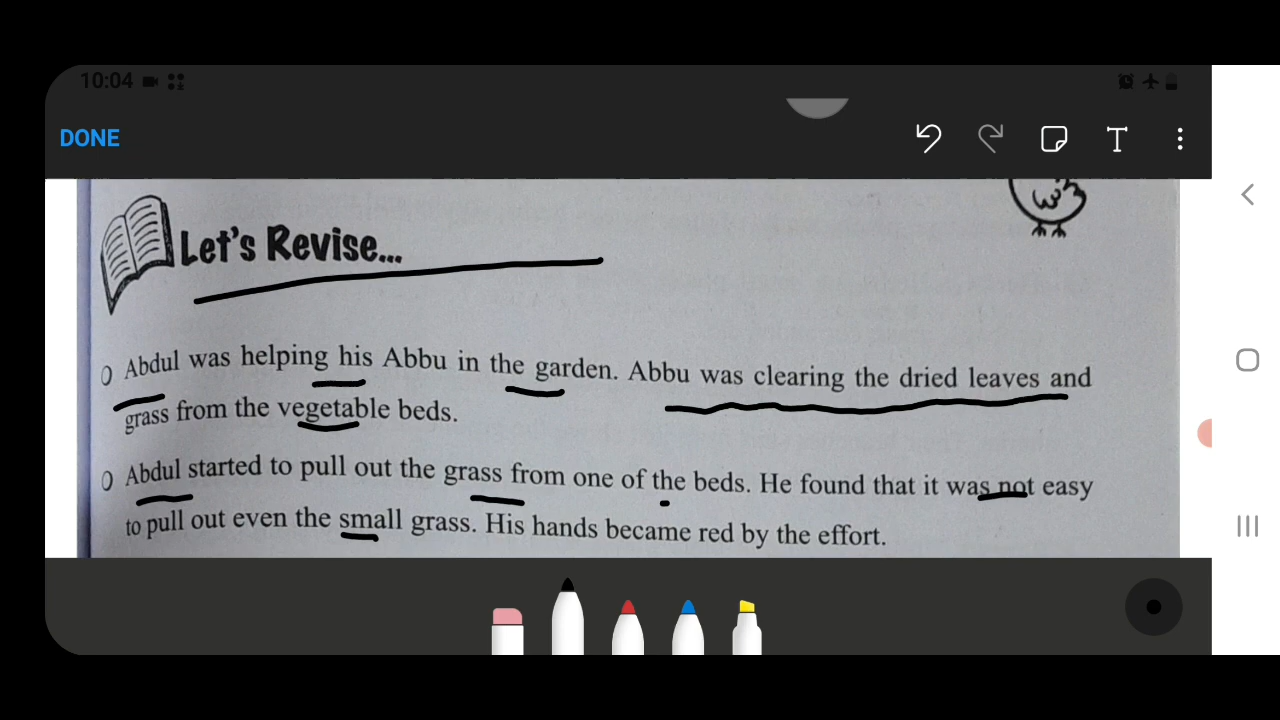 10:04
DONE
T
Let's Revise...
Abdul was helping his Abbu in the garden. Abbu was clearing the dried leaves and
grass from the vegetable beds.
Abdul started to pull out the grass from one of the beds. He found that it was not easy
to pull out even the small grass. His hands became red by the effort.